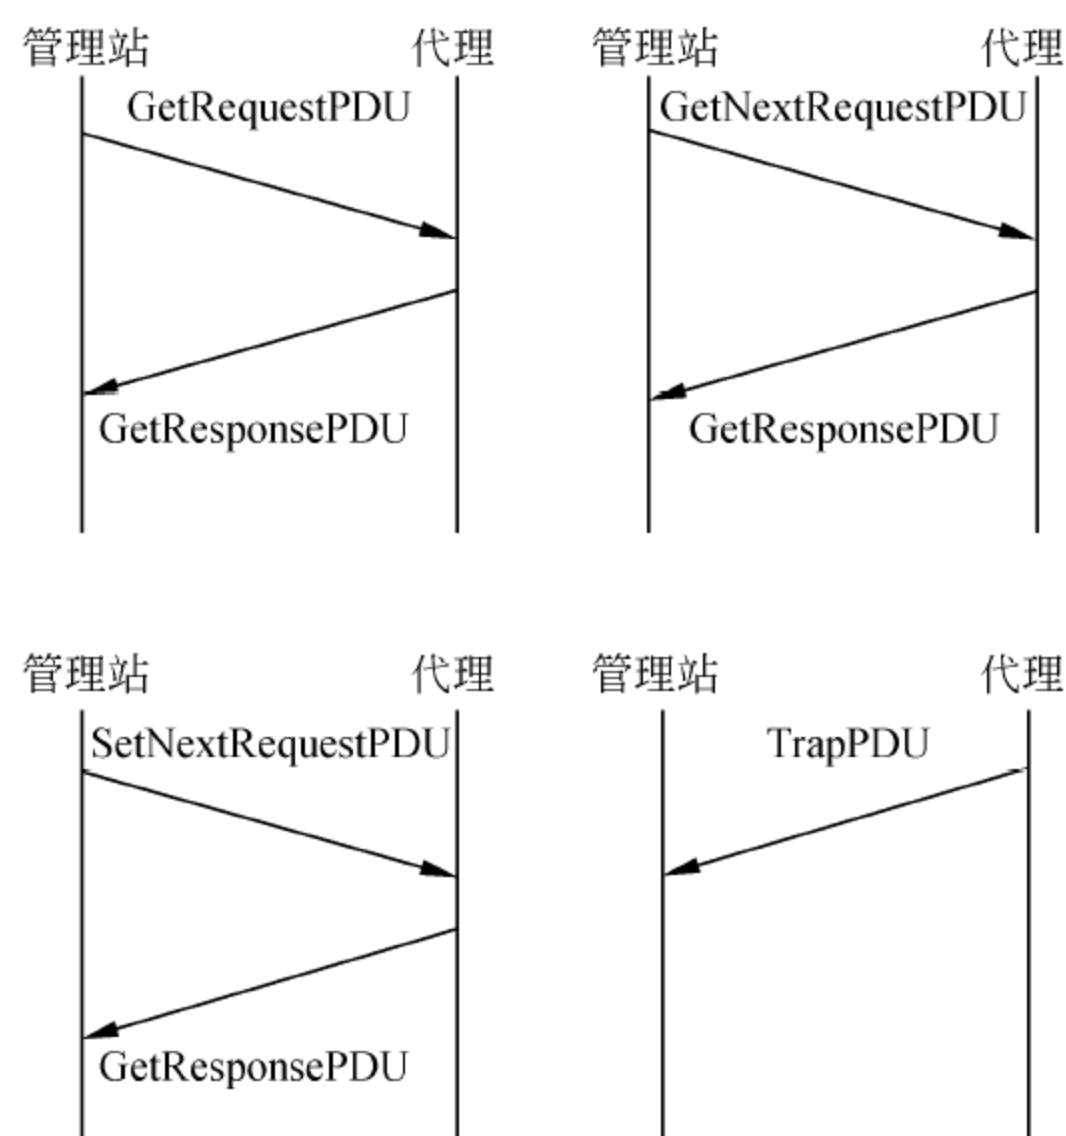 管理站 代理
GetRequestPDU
GetResponsePDU
管理站 代理
GetNextRequestPDU
GetResponsePDU
管理站 代理
SetNextRequestPDU
GetResponsePDU
管理站 代理
TrapPDU